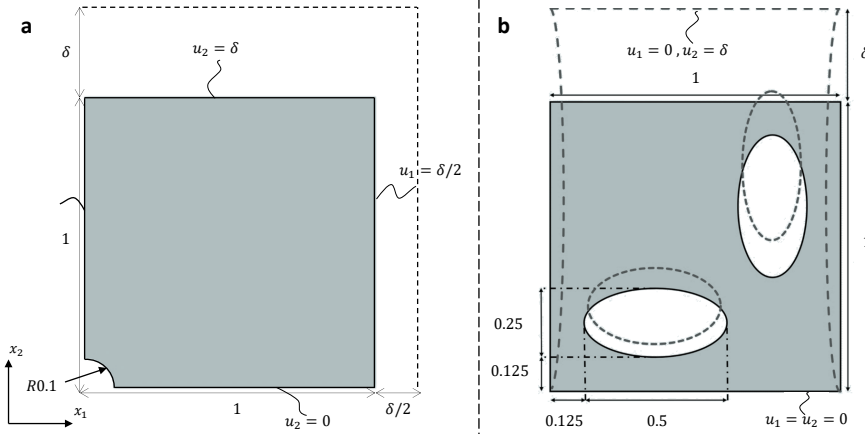 a
δ
u₂ = δ
u₁ = δ/2
1
x₂
R0.1
x₁
1
δ/2
u₂ = 0
b
u₁ = 0 , u₂ = δ
1
δ
0.25
0.125
0.125
0.5
u₁ = u₂ = 0